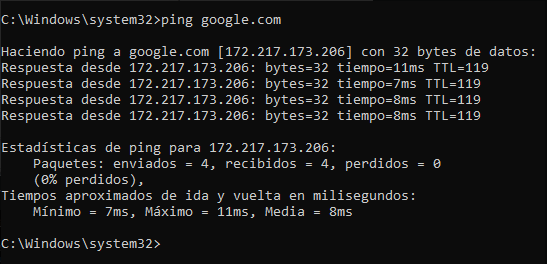 C:\Windows\system32>ping google.com
Haciendo ping a google.com [172.217.173.206] con 32 bytes de datos:
Respuesta desde 172.217.173.206: bytes=32 tiempo=11ms TTL=119
Respuesta desde 172.217.173.206: bytes=32 tiempo=7ms TTL=119
Respuesta desde 172.217.173.206: bytes=32 tiempo=8ms TTL=119
Respuesta desde 172.217.173.206: bytes=32 tiempo=8ms TTL=119
Estadísticas de ping para 172.217.173.206:
    Paquetes: enviados = 4, recibidos = 4, perdidos = 0
    (0% perdidos),
Tiempos aproximados de ida y vuelta en milisegundos:
    Mínimo = 7ms, Máximo = 11ms, Media = 8ms
C:\Windows\system32>